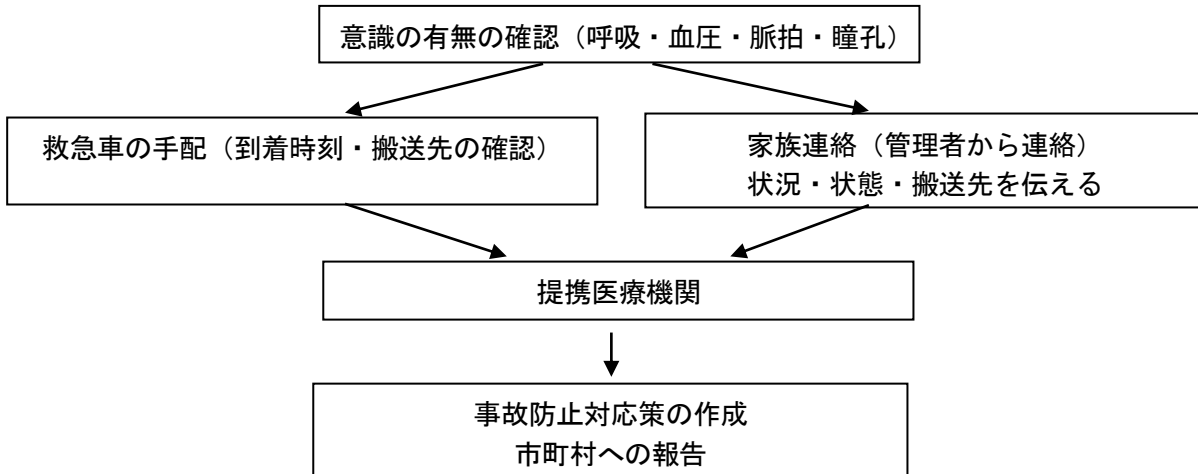 意識の有無の確認（呼吸・血圧・脈拍・瞳孔）
救急車の手配（到着時刻・搬送先の確認）
家族連絡（管理者から連絡）
状況・状態・搬送先を伝える
提携医療機関
事故防止対応策の作成
市町村への報告